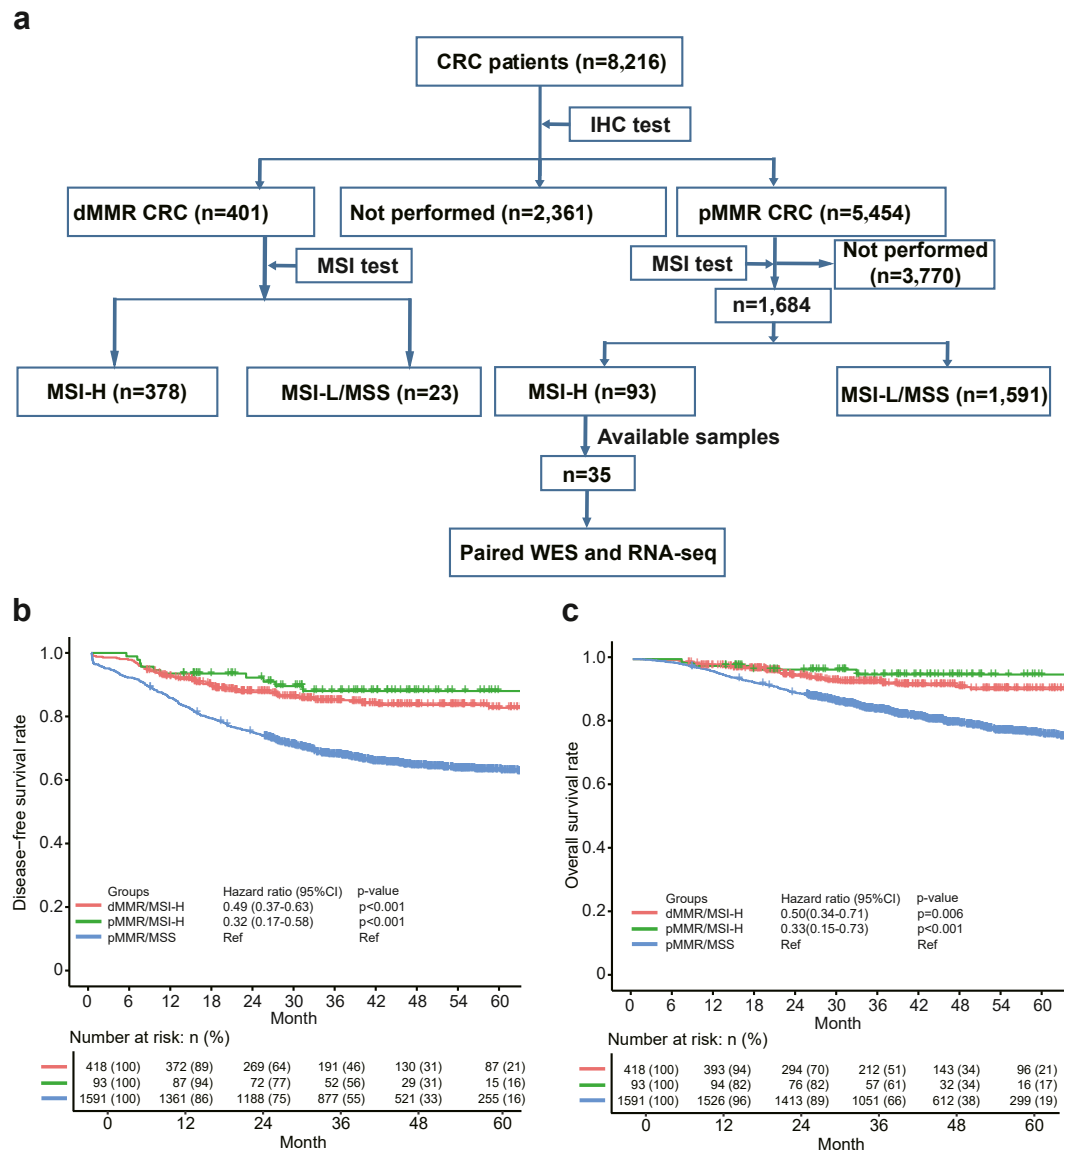 a
CRC patients (n=8,216)
IHC test
dMMR CRC (n=401)
Not performed (n=2,361)
pMMR CRC (n=5,454)
MSI test
MSI test
Not performed
(n=3,770)
n=1,684
MSI-H (n=378)
MSI-L/MSS (n=23)
MSI-H (n=93)
MSI-L/MSS (n=1,591)
Available samples
n=35
Paired WES and RNA-seq
b
Disease−free survival rate
1.0
0.8
0.6
0.4
0.2
0
Groups Hazard ratio (95%CI) p-value
dMMR/MSI-H 0.49 (0.37-0.63) p<0.001
pMMR/MSI-H 0.32 (0.17-0.58) p<0.001
pMMR/MSS Ref Ref
0 6 12 18 24 30 36 42 48 54 60
Month
Number at risk: n (%)
418 (100) 372 (89) 269 (64) 191 (46) 130 (31) 87 (21)
93 (100) 87 (94) 72 (77) 52 (56) 29 (31) 15 (16)
1591 (100) 1361 (86) 1188 (75) 877 (55) 521 (33) 255 (16)
0 12 24 36 48 60
Month
c
Overall survival rate
1.0
0.8
0.6
0.4
0.2
0
Groups Hazard ratio (95%CI) p-value
dMMR/MSI-H 0.50(0.34-0.71) p=0.006
pMMR/MSI-H 0.33(0.15-0.73) p<0.001
pMMR/MSS Ref Ref
0 6 12 18 24 30 36 42 48 54 60
Month
Number at risk: n (%)
418 (100) 393 (94) 294 (70) 212 (51) 143 (34) 96 (21)
93 (100) 94 (82) 76 (82) 57 (61) 32 (34) 16 (17)
1591 (100) 1526 (96) 1413 (89) 1051 (66) 612 (38) 299 (19)
0 12 24 36 48 60
Month